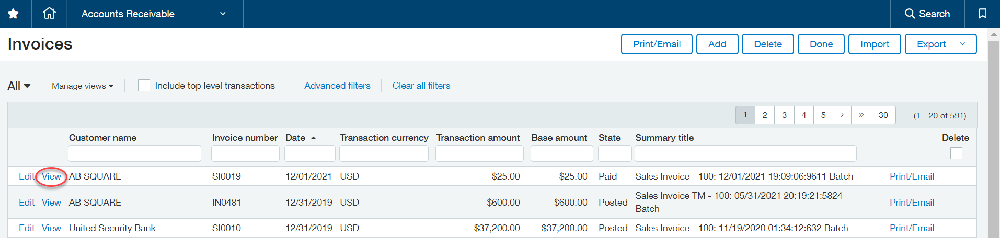 Accounts Receivable Search
Invoices Print/Email Add Delete Done Import Export
All Manage views Include top level transactions Advanced filters Clear all filters
1 2 3 4 5 › » 30 (1 - 20 of 591)
Customer name Invoice number Date Transaction currency Transaction amount Base amount State Summary title Delete
Edit View AB SQUARE SI0019 12/01/2021 USD $25.00 $25.00 Paid Sales Invoice - 100: 12/01/2021 19:09:06:9611 Batch Print/Email
Edit View AB SQUARE IN0481 12/31/2019 USD $600.00 $600.00 Posted Sales Invoice TM - 100: 05/31/2021 20:19:21:5824 Print/Email
Batch
Edit View United Security Bank SI0010 12/31/2019 USD $37,200.00 $37,200.00 Posted Sales Invoice - 100: 11/19/2020 01:34:12:632 Batch Print/Email